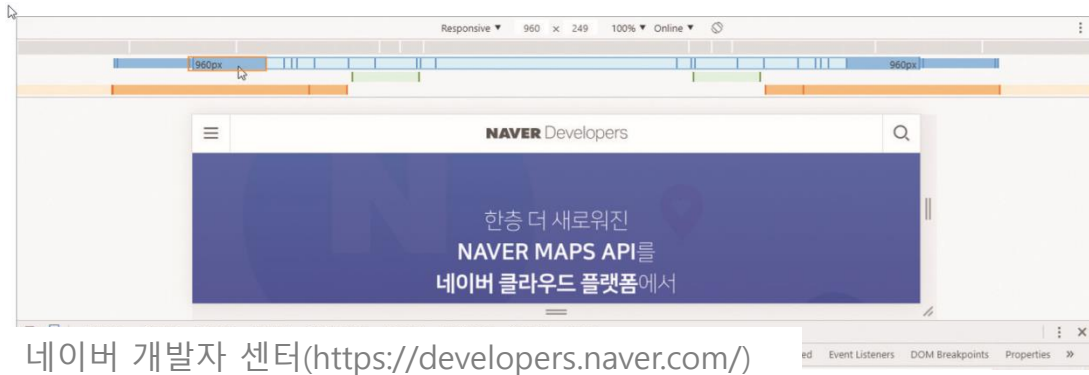 Responsive ▼ 960 × 249 100% ▼ Online ▼
960px 960px
NAVER Developers
한층 더 새로워진
NAVER MAPS API를
네이버 클라우드 플랫폼에서
네이버 개발자 센터(https://developers.naver.com/)
Event Listeners DOM Breakpoints Properties »